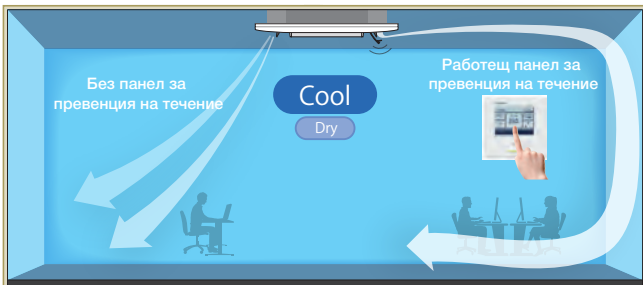 Без панел за
превенция на течение
Cool
Dry
Работещ панел за
превенция на течение